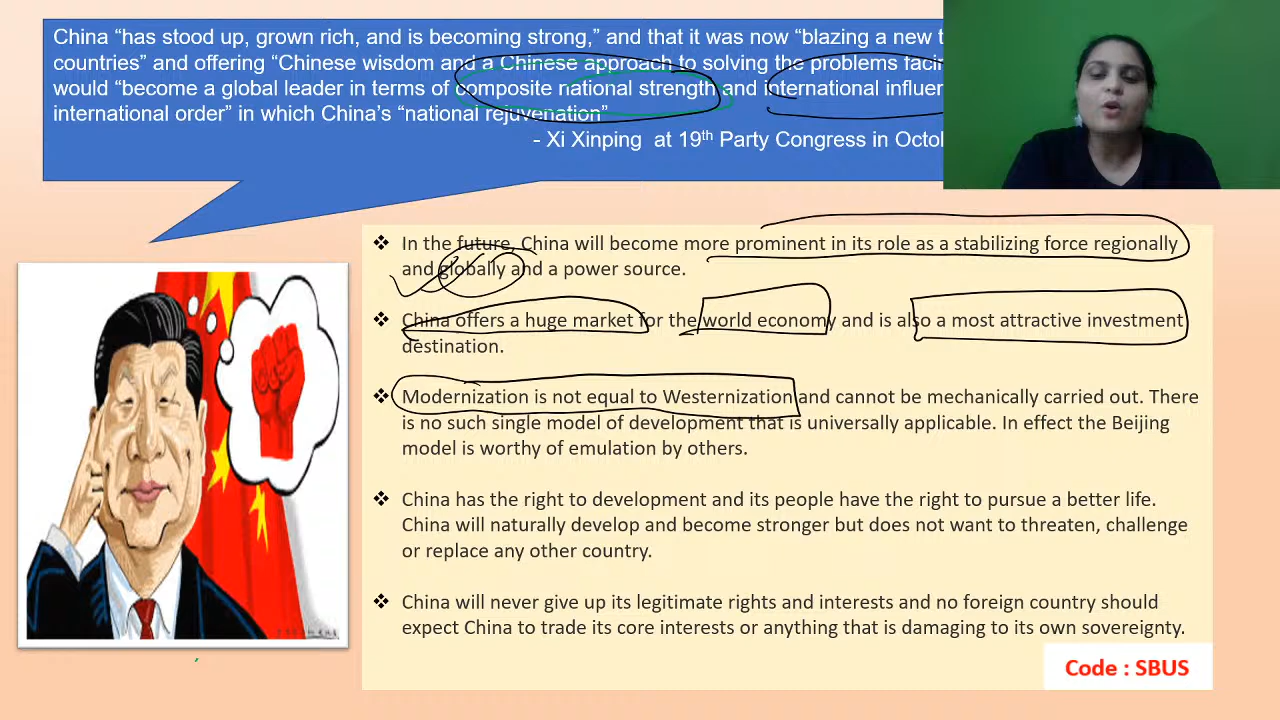 China “has stood up, grown rich, and is becoming strong,” and that it was now “blazing a new t
countries” and offering “Chinese wisdom and a Chinese approach to solving the problems faci
would “become a global leader in terms of composite national strength and international influe
international order” in which China’s “national rejuvenation”
- Xi Xinping at 19th Party Congress in Octo
❖ In the future, China will become more prominent in its role as a stabilizing force regionally
and globally and a power source.
❖ China offers a huge market for the world economy and is also a most attractive investment
destination.
❖ Modernization is not equal to Westernization and cannot be mechanically carried out. There
is no such single model of development that is universally applicable. In effect the Beijing
model is worthy of emulation by others.
❖ China has the right to development and its people have the right to pursue a better life.
China will naturally develop and become stronger but does not want to threaten, challenge
or replace any other country.
❖ China will never give up its legitimate rights and interests and no foreign country should
expect China to trade its core interests or anything that is damaging to its own sovereignty.
Code : SBUS